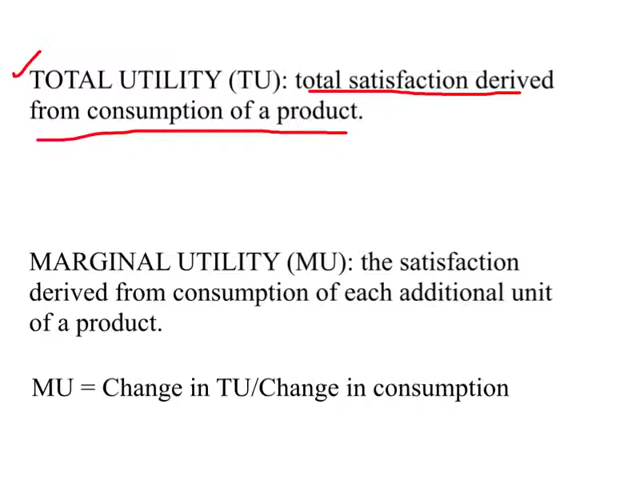 TOTAL UTILITY (TU): total satisfaction derived
from consumption of a product.
MARGINAL UTILITY (MU): the satisfaction
derived from consumption of each additional unit
of a product.
MU = Change in TU/Change in consumption